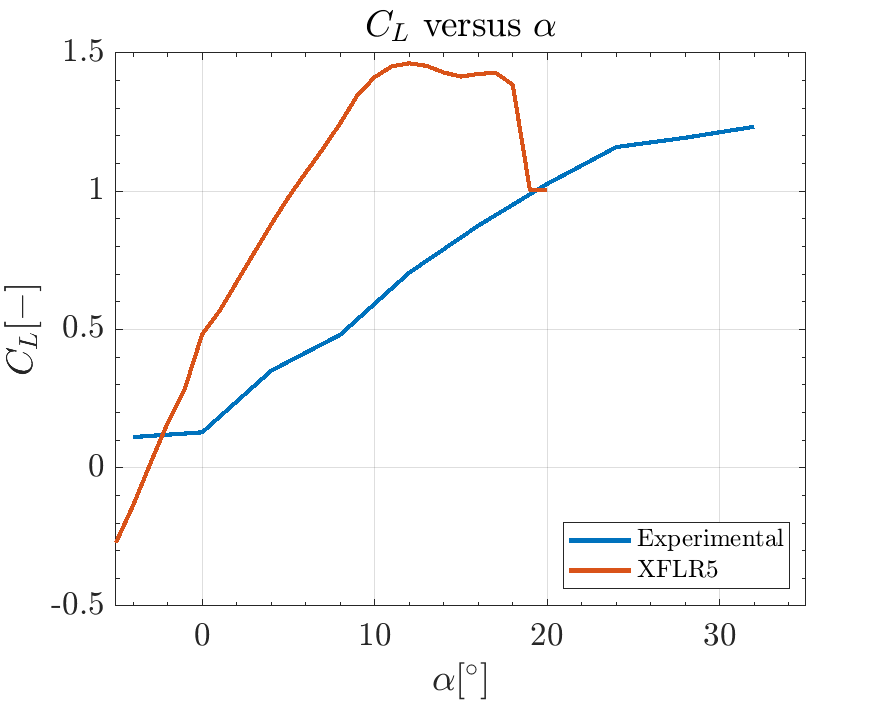 C_L versus α
1.5
1
0.5
0
-0.5
C_L[−]
0
10
20
30
α[°]
Experimental
XFLR5